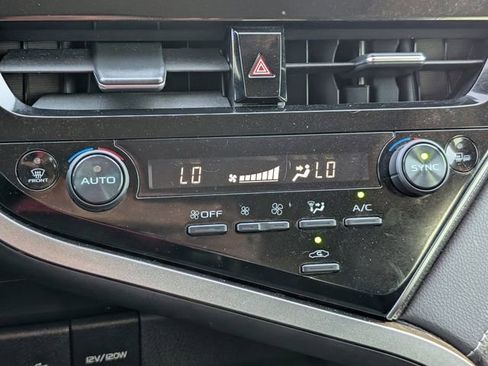 FRONT
AUTO
LO
LO
SYNC
OFF
A/C
12V/120W